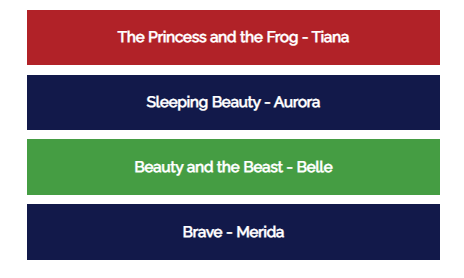 The Princess and the Frog - Tiana
Sleeping Beauty - Aurora
Beauty and the Beast - Belle
Brave - Merida